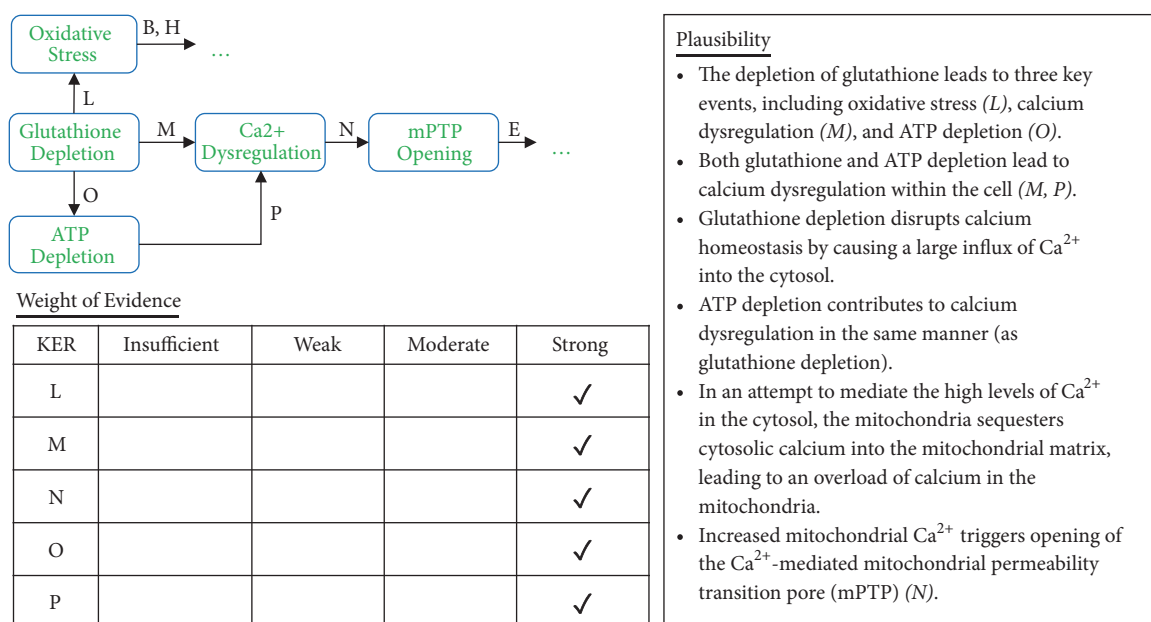 Oxidative
Stress
B, H
…
L
Glutathione
Depletion
M
Ca2+
Dysregulation
N
mPTP
Opening
E
…
O
P
ATP
Depletion
Weight of Evidence
KER Insufficient Weak Moderate Strong
L ✓
M ✓
N ✓
O ✓
P ✓
Plausibility
• The depletion of glutathione leads to three key
events, including oxidative stress (L), calcium
dysregulation (M), and ATP depletion (O).
• Both glutathione and ATP depletion lead to
calcium dysregulation within the cell (M, P).
• Glutathione depletion disrupts calcium
homeostasis by causing a large influx of Ca²⁺
into the cytosol.
• ATP depletion contributes to calcium
dysregulation in the same manner (as
glutathione depletion).
• In an attempt to mediate the high levels of Ca²⁺
in the cytosol, the mitochondria sequesters
cytosolic calcium into the mitochondrial matrix,
leading to an overload of calcium in the
mitochondria.
• Increased mitochondrial Ca²⁺ triggers opening of
the Ca²⁺-mediated mitochondrial permeability
transition pore (mPTP) (N).